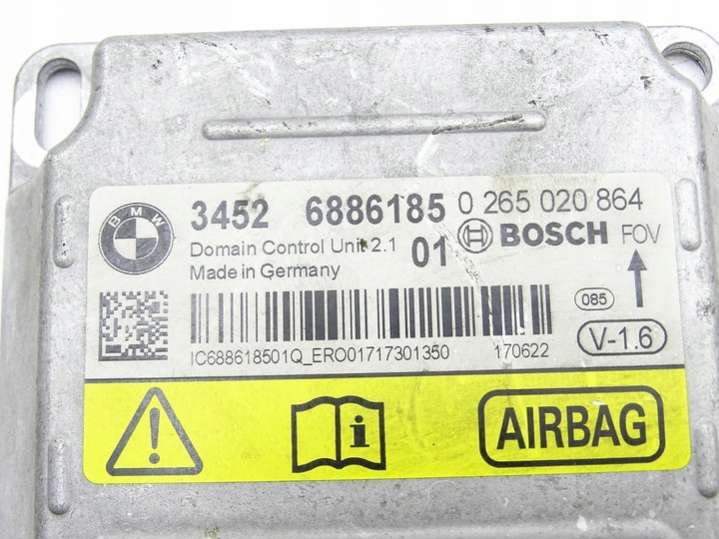 BMW 3452 6886185 0 265 020 864
Domain Control Unit 2.1 01 BOSCH FOV
Made in Germany
085
V-1.6
IC688618501Q_ERO01717301350 170622
AIRBAG